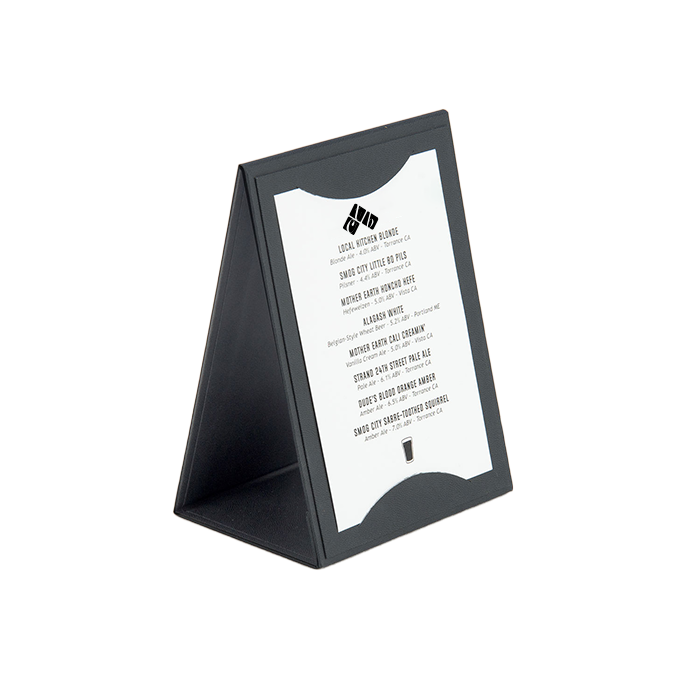 LOCAL KITCHEN BLONDE
Blonde Ale - 4.0% ABV - Torrance CA
SMOG CITY LITTLE BO PILS
Pilsner - 4.4% ABV - Torrance CA
MOTHER EARTH HONCHO HEFE
Hefeweizen - 5.0% ABV - Vista CA
ALAGASH WHITE
Belgian-Style Wheat Beer - 5.2% ABV - Portland ME
MOTHER EARTH CALI CREAMIN'
Vanilla Cream Ale - 5.0% ABV - Vista CA
STRAND 24TH STREET PALE ALE
Pale Ale - 6.1% ABV - Torrance CA
DUDE'S BLOOD ORANGE AMBER
Amber Ale - 6.5% ABV - Torrance CA
SMOG CITY SABRE-TOOTHED SQUIRREL
Amber Ale - 7.0% ABV - Torrance CA